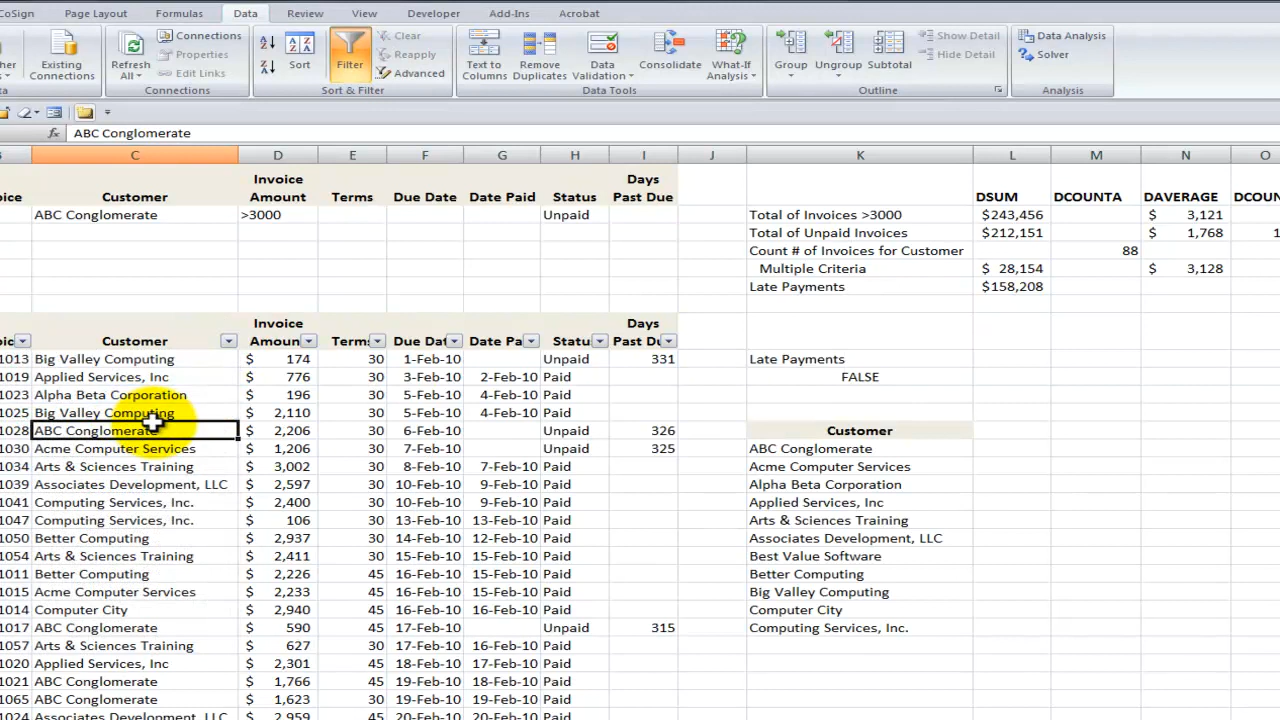 CoSign Page Layout Formulas Data Review View Developer Add-Ins Acrobat
Existing Connections Refresh All Connections Properties Edit Links Sort Filter Clear Reapply Advanced Text to Columns Remove Duplicates Data Validation Consolidate What-If Analysis Group Ungroup Subtotal Show Detail Hide Detail Data Analysis Solver
Connections Sort & Filter Data Tools Outline Analysis
fx ABC Conglomerate
C D E F G H I J K L M N O
Customer Invoice Amount Terms Due Date Date Paid Status Days Past Due DSUM DCOUNTA DAVERAGE
ABC Conglomerate >3000 Unpaid Total of Invoices >3000 $243,456 $ 3,121
Total of Unpaid Invoices $212,151 $ 1,768
Count # of Invoices for Customer 88
Multiple Criteria $ 28,154 $ 3,128
Late Payments $158,208
Customer Invoice Amoun Terms Due Dat Date Pa Statu Days Past Du
1013 Big Valley Computing $ 174 30 1-Feb-10 Unpaid 331 Late Payments
1019 Applied Services, Inc $ 776 30 3-Feb-10 2-Feb-10 Paid FALSE
1023 Alpha Beta Corporation $ 196 30 5-Feb-10 4-Feb-10 Paid
1025 Big Valley Computing $ 2,110 30 5-Feb-10 4-Feb-10 Paid
1028 ABC Conglomerate $ 2,206 30 6-Feb-10 Unpaid 326 Customer
1030 Acme Computer Services $ 1,206 30 7-Feb-10 Unpaid 325 ABC Conglomerate
1034 Arts & Sciences Training $ 3,002 30 8-Feb-10 7-Feb-10 Paid Acme Computer Services
1039 Associates Development, LLC $ 2,597 30 10-Feb-10 9-Feb-10 Paid Alpha Beta Corporation
1041 Computing Services, Inc. $ 2,400 30 10-Feb-10 9-Feb-10 Paid Applied Services, Inc
1047 Computing Services, Inc. $ 106 30 13-Feb-10 13-Feb-10 Paid Arts & Sciences Training
1050 Better Computing $ 2,937 30 14-Feb-10 12-Feb-10 Paid Associates Development, LLC
1054 Arts & Sciences Training $ 2,411 30 15-Feb-10 15-Feb-10 Paid Best Value Software
1011 Better Computing $ 2,226 45 16-Feb-10 15-Feb-10 Paid Better Computing
1015 Acme Computer Services $ 2,233 45 16-Feb-10 16-Feb-10 Paid Big Valley Computing
1014 Computer City $ 2,940 45 16-Feb-10 16-Feb-10 Paid Computer City
1017 ABC Conglomerate $ 590 45 17-Feb-10 Unpaid 315 Computing Services, Inc.
1057 Arts & Sciences Training $ 627 30 17-Feb-10 16-Feb-10 Paid
1020 Applied Services, Inc $ 2,301 45 18-Feb-10 17-Feb-10 Paid
1021 ABC Conglomerate $ 1,766 45 19-Feb-10 18-Feb-10 Paid
1065 ABC Conglomerate $ 1,623 30 19-Feb-10 19-Feb-10 Paid
1024 Associates Development, LLC $ 2,959 45 20-Feb-10 20-Feb-10 Paid